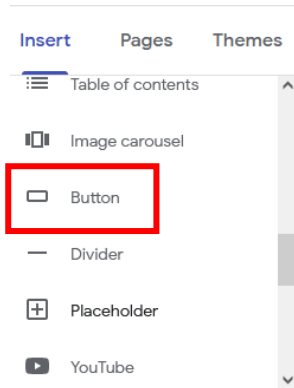 Insert Pages Themes
Table of contents
Image carousel
Button
Divider
Placeholder
YouTube